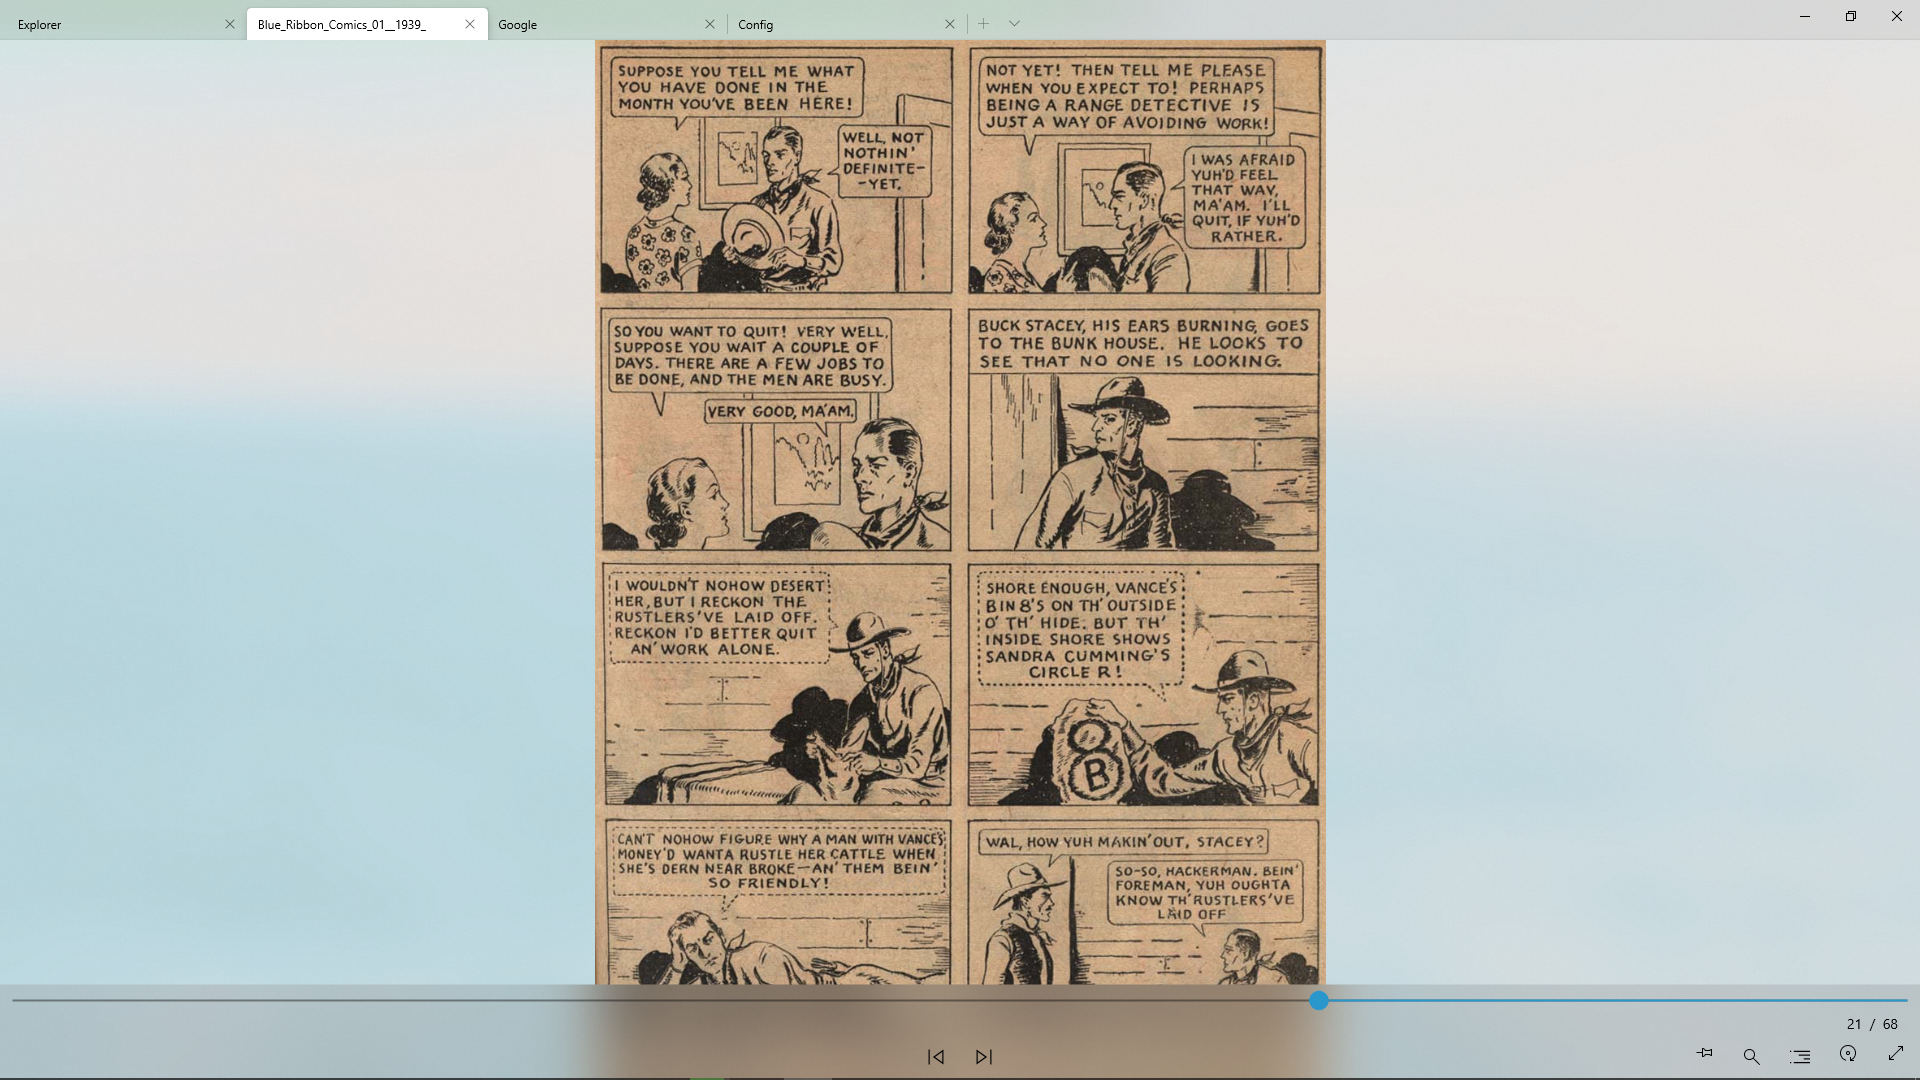 Explorer
Blue_Ribbon_Comics_01__1939_
Google
Config
SUPPOSE YOU TELL ME WHAT
YOU HAVE DONE IN THE
MONTH YOU'VE BEEN HERE!
WELL, NOT
NOTHIN'
DEFINITE-
-YET.
NOT YET! THEN TELL ME PLEASE
WHEN YOU EXPECT TO! PERHAPS
BEING A RANGE DETECTIVE IS
JUST A WAY OF AVOIDING WORK!
I WAS AFRAID
YUH'D FEEL
THAT WAY,
MA'AM. I'LL
QUIT, IF YUH'D
RATHER.
SO YOU WANT TO QUIT! VERY WELL,
SUPPOSE YOU WAIT A COUPLE OF
DAYS. THERE ARE A FEW JOBS TO
BE DONE, AND THE MEN ARE BUSY.
VERY GOOD, MA'AM.
BUCK STACEY, HIS EARS BURNING, GOES
TO THE BUNK HOUSE. HE LOOKS TO
SEE THAT NO ONE IS LOOKING.
I WOULDN'T NOHOW DESERT
HER, BUT I RECKON THE
RUSTLERS'VE LAID OFF.
RECKON I'D BETTER QUIT
AN' WORK ALONE.
SHORE ENOUGH, VANCE'S
B IN 8'S ON TH' OUTSIDE
O' TH' HIDE. BUT TH'
INSIDE SHORE SHOWS
SANDRA CUMMING'S
CIRCLE R!
B
CAN'T NOHOW FIGURE WHY A MAN WITH VANCE'S
MONEY'D WANTA RUSTLE HER CATTLE WHEN
SHE'S DERN NEAR BROKE—AN' THEM BEIN'
SO FRIENDLY!
WAL, HOW YUH MAKIN' OUT, STACEY?
SO-SO, HACKERMAN. BEIN'
FOREMAN, YUH OUGHTA
KNOW TH' RUSTLERS'VE
LAID OFF
21 / 68